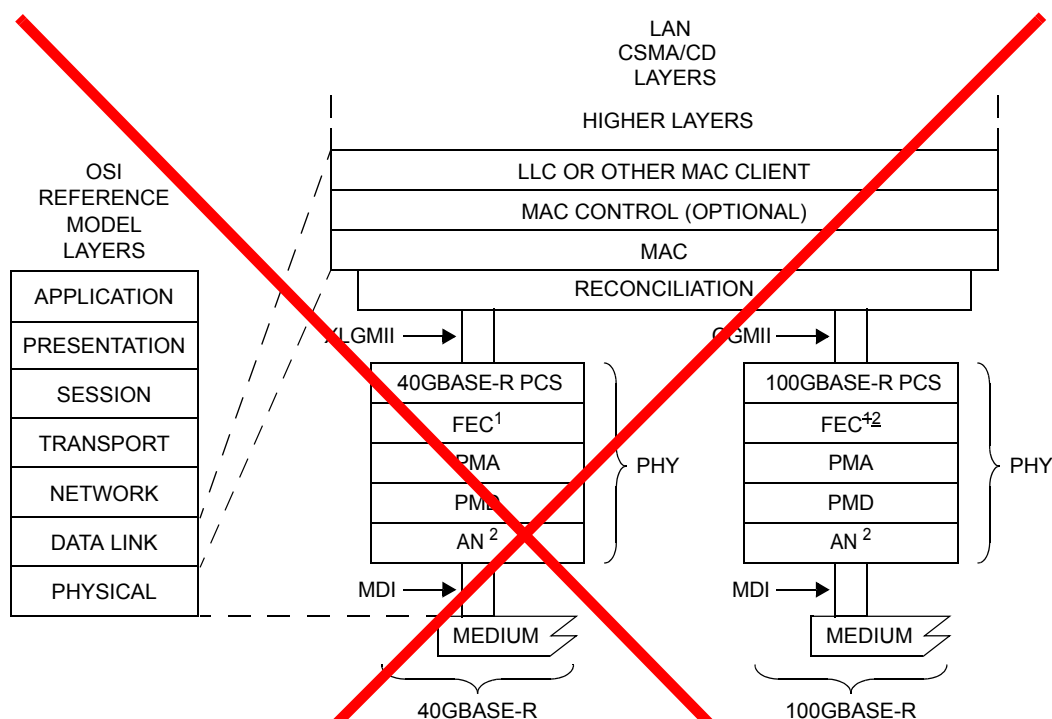 LAN
CSMA/CD
LAYERS
HIGHER LAYERS
LLC OR OTHER MAC CLIENT
MAC CONTROL (OPTIONAL)
MAC
RECONCILIATION
OSI
REFERENCE
MODEL
LAYERS
APPLICATION
PRESENTATION
SESSION
TRANSPORT
NETWORK
DATA LINK
PHYSICAL
XLGMII
CGMII
40GBASE-R PCS
FEC1
PMA
PMD
AN 2
PHY
100GBASE-R PCS
FEC12
PMA
PMD
AN 2
PHY
MDI
MDI
MEDIUM
MEDIUM
40GBASE-R
100GBASE-R